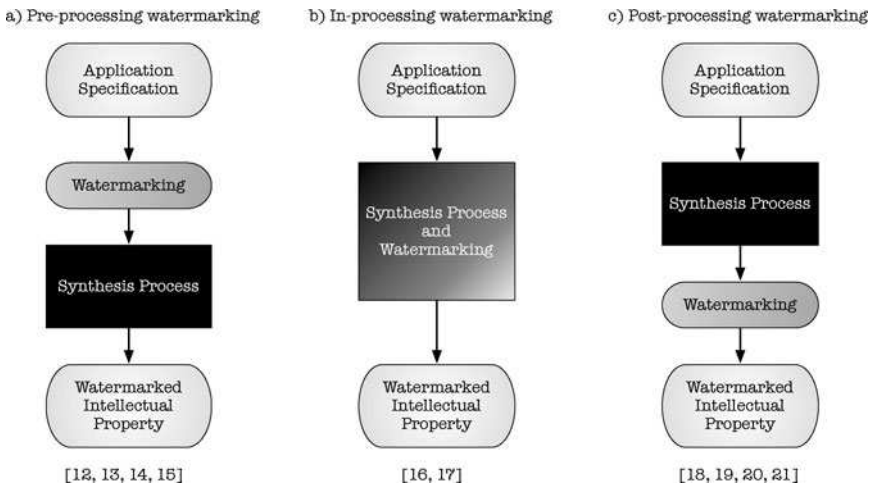 a) Pre-processing watermarking
Application
Specification
Watermarking
Synthesis Process
Watermarked
Intellectual
Property
[12, 13, 14, 15]
b) In-processing watermarking
Application
Specification
Synthesis Process
and
Watermarking
Watermarked
Intellectual
Property
[16, 17]
c) Post-processing watermarking
Application
Specification
Synthesis Process
Watermarking
Watermarked
Intellectual
Property
[18, 19, 20, 21]